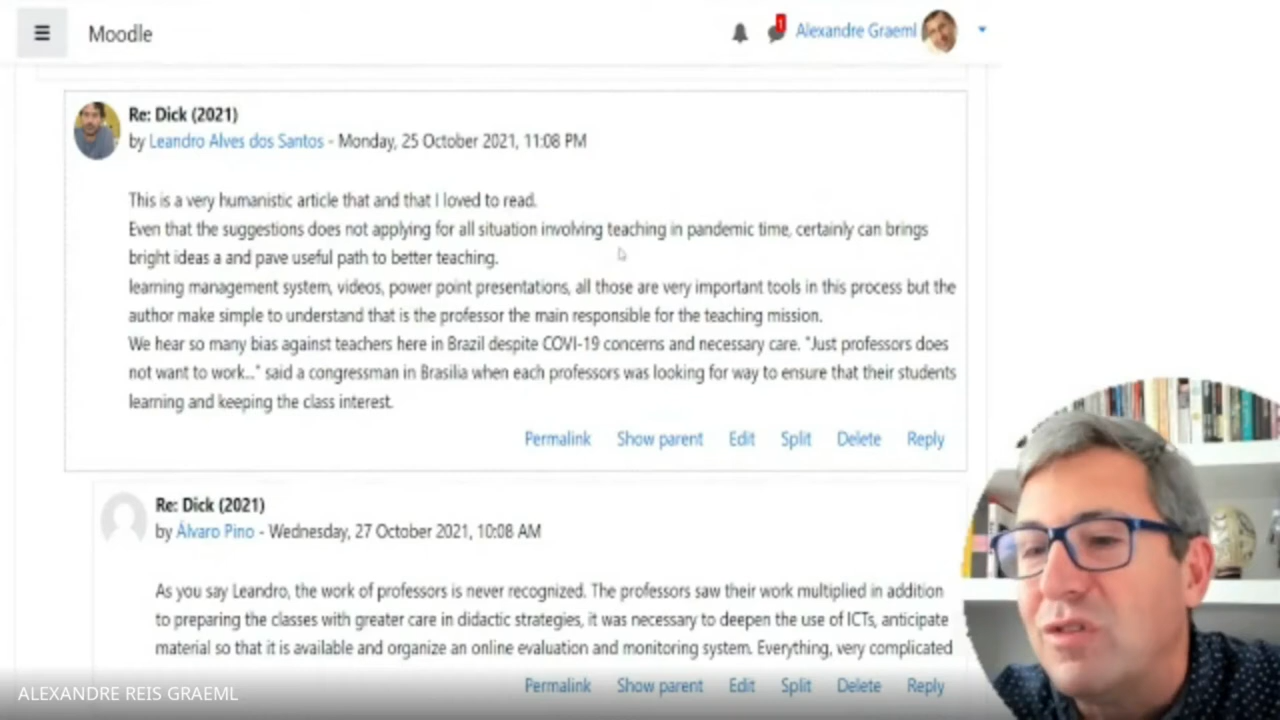 Moodle
1
Alexandre Graeml
Re: Dick (2021)
by Leandro Alves dos Santos - Monday, 25 October 2021, 11:08 PM
This is a very humanistic article that and that I loved to read.
Even that the suggestions does not applying for all situation involving teaching in pandemic time, certainly can brings
bright ideas a and pave useful path to better teaching.
learning management system, videos, power point presentations, all those are very important tools in this process but the
author make simple to understand that is the professor the main responsible for the teaching mission.
We hear so many bias against teachers here in Brazil despite COVI-19 concerns and necessary care. "Just professors does
not want to work..." said a congressman in Brasilia when each professors was looking for way to ensure that their students
learning and keeping the class interest.
Permalink Show parent Edit Split Delete Reply
Re: Dick (2021)
by Álvaro Pino - Wednesday, 27 October 2021, 10:08 AM
As you say Leandro, the work of professors is never recognized. The professors saw their work multiplied in addition
to preparing the classes with greater care in didactic strategies, it was necessary to deepen the use of ICTs, anticipate
material so that it is available and organize an online evaluation and monitoring system. Everything, very complicated
Permalink Show parent Edit Split Delete Reply
ALEXANDRE REIS GRAEML